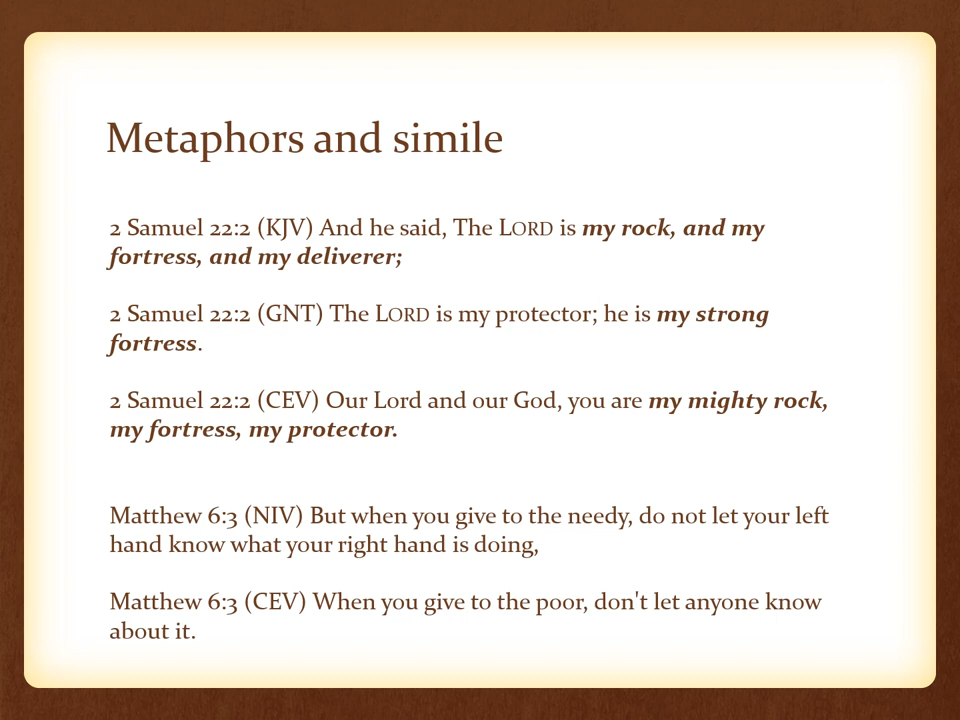 Metaphors and simile
2 Samuel 22:2 (KJV) And he said, The LORD is my rock, and my
fortress, and my deliverer;
2 Samuel 22:2 (GNT) The LORD is my protector; he is my strong
fortress.
2 Samuel 22:2 (CEV) Our Lord and our God, you are my mighty rock,
my fortress, my protector.
Matthew 6:3 (NIV) But when you give to the needy, do not let your left
hand know what your right hand is doing,
Matthew 6:3 (CEV) When you give to the poor, don't let anyone know
about it.